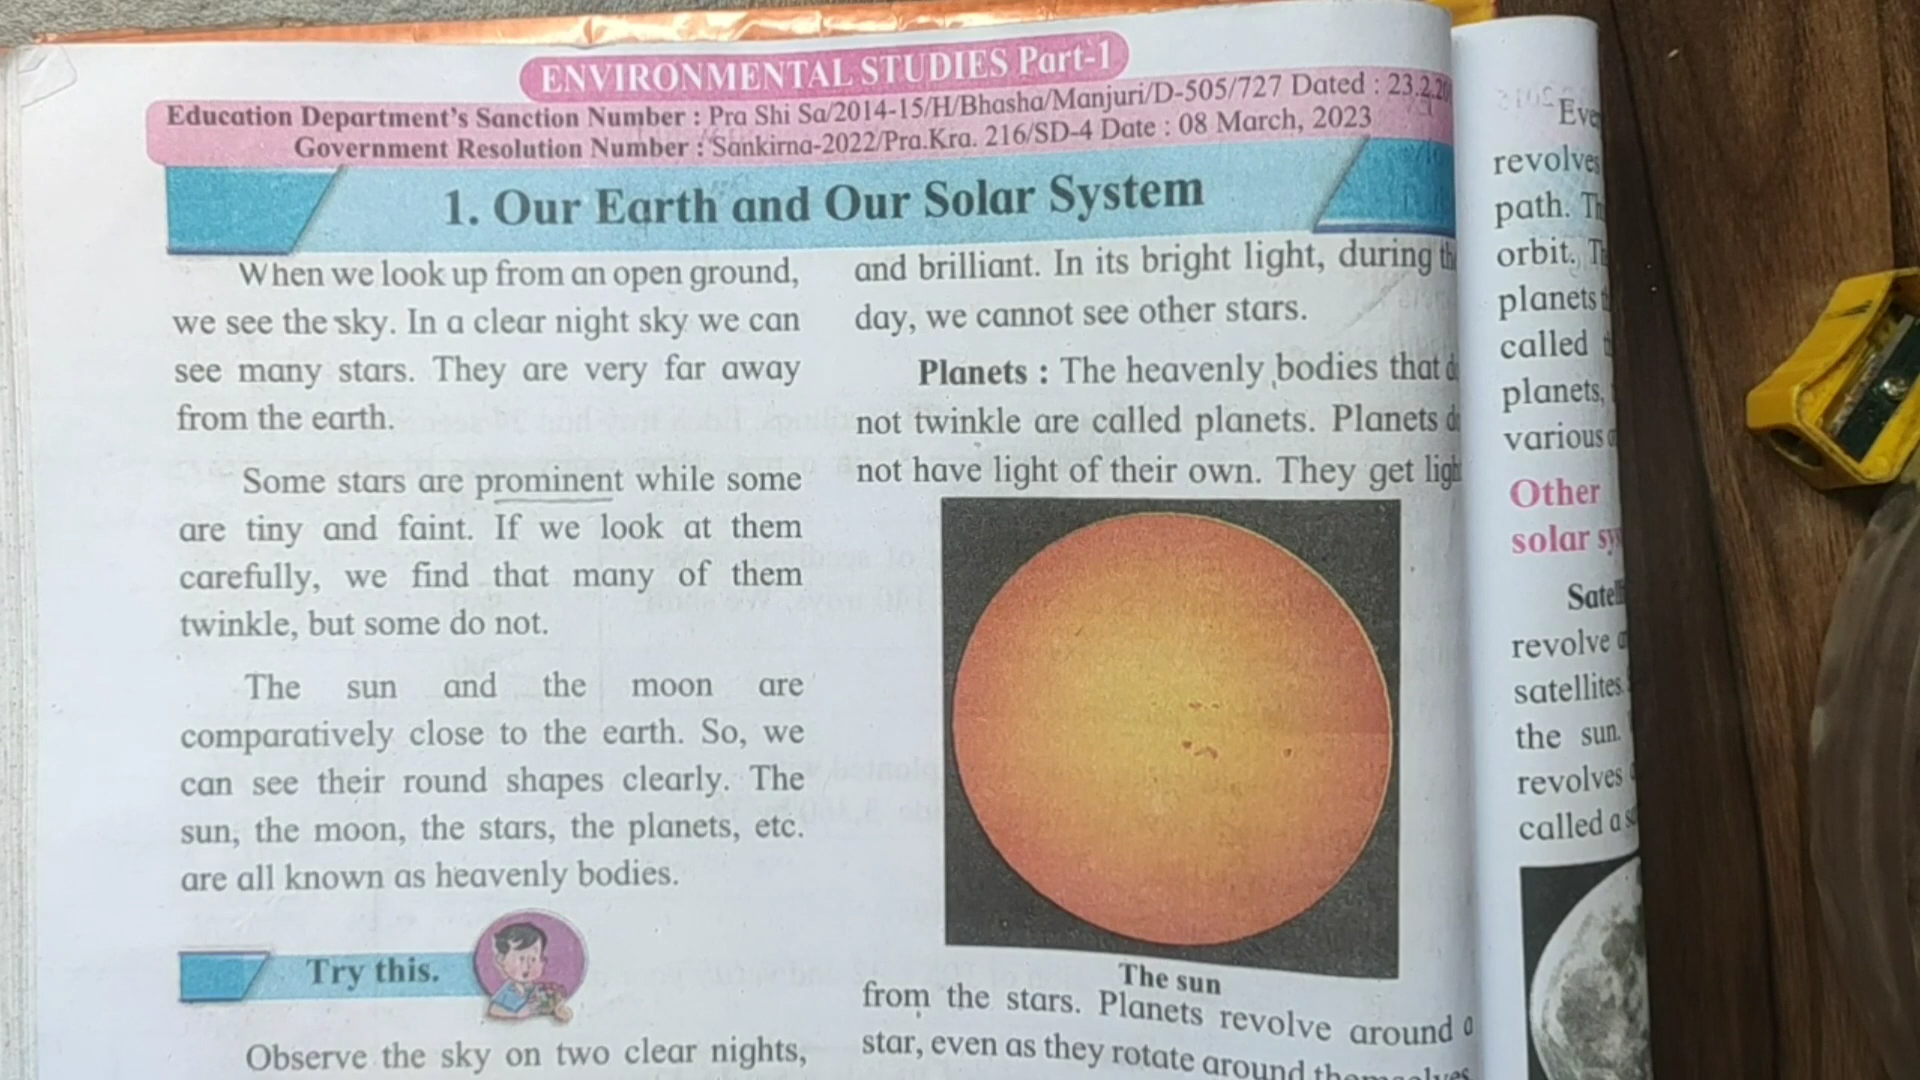 ENVIRONMENTAL STUDIES Part-1
Education Department's Sanction Number : Pra Shi Sa/2014-15/H/Bhasha/Manjuri/D-505/727 Dated : 23.2.20
Government Resolution Number : Sankirna-2022/Pra.Kra. 216/SD-4 Date : 08 March, 2023
1. Our Earth and Our Solar System
When we look up from an open ground,
we see the sky. In a clear night sky we can
see many stars. They are very far away
from the earth.
Some stars are prominent while some
are tiny and faint. If we look at them
carefully, we find that many of them
twinkle, but some do not.
The sun and the moon are
comparatively close to the earth. So, we
can see their round shapes clearly. The
sun, the moon, the stars, the planets, etc.
are all known as heavenly bodies.
Try this.
Observe the sky on two clear nights,
and brilliant. In its bright light, during
day, we cannot see other stars.
Planets : The heavenly bodies that
not twinkle are called planets. Planets
not have light of their own. They get
The sun
from the stars. Planets revolve around a
star, even as they rotate around
revolves
path.
orbit.
planets
called
planets,
various
Other
solar
revolve
satellites
the sun.
revolves
called a